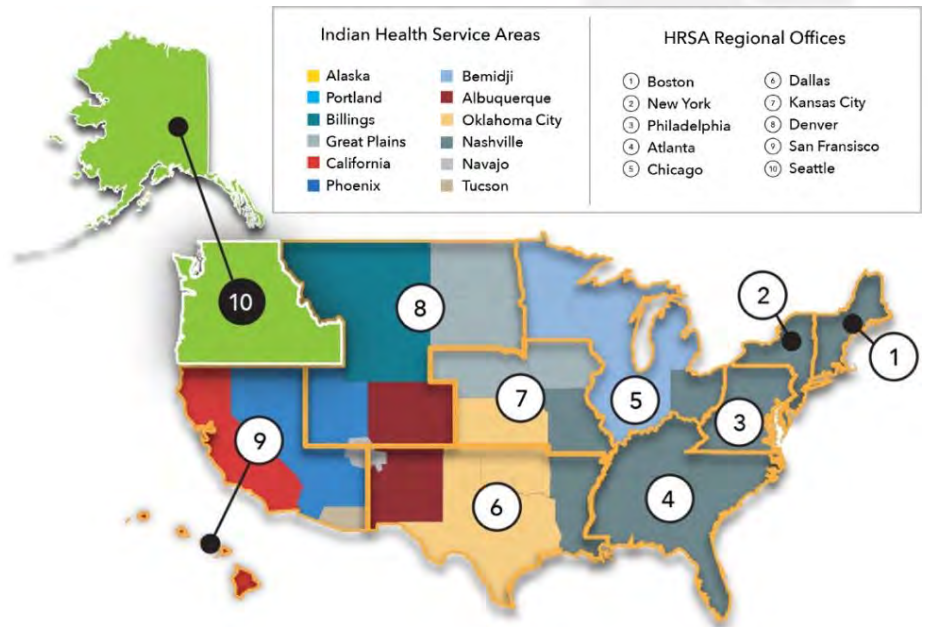 Indian Health Service Areas
Alaska
Portland
Billings
Great Plains
California
Phoenix
Bemidji
Albuquerque
Oklahoma City
Nashville
Navajo
Tucson
HRSA Regional Offices
1 Boston
2 New York
3 Philadelphia
4 Atlanta
5 Chicago
6 Dallas
7 Kansas City
8 Denver
9 San Fransisco
10 Seattle
10
8
2
1
7
5
3
9
6
4